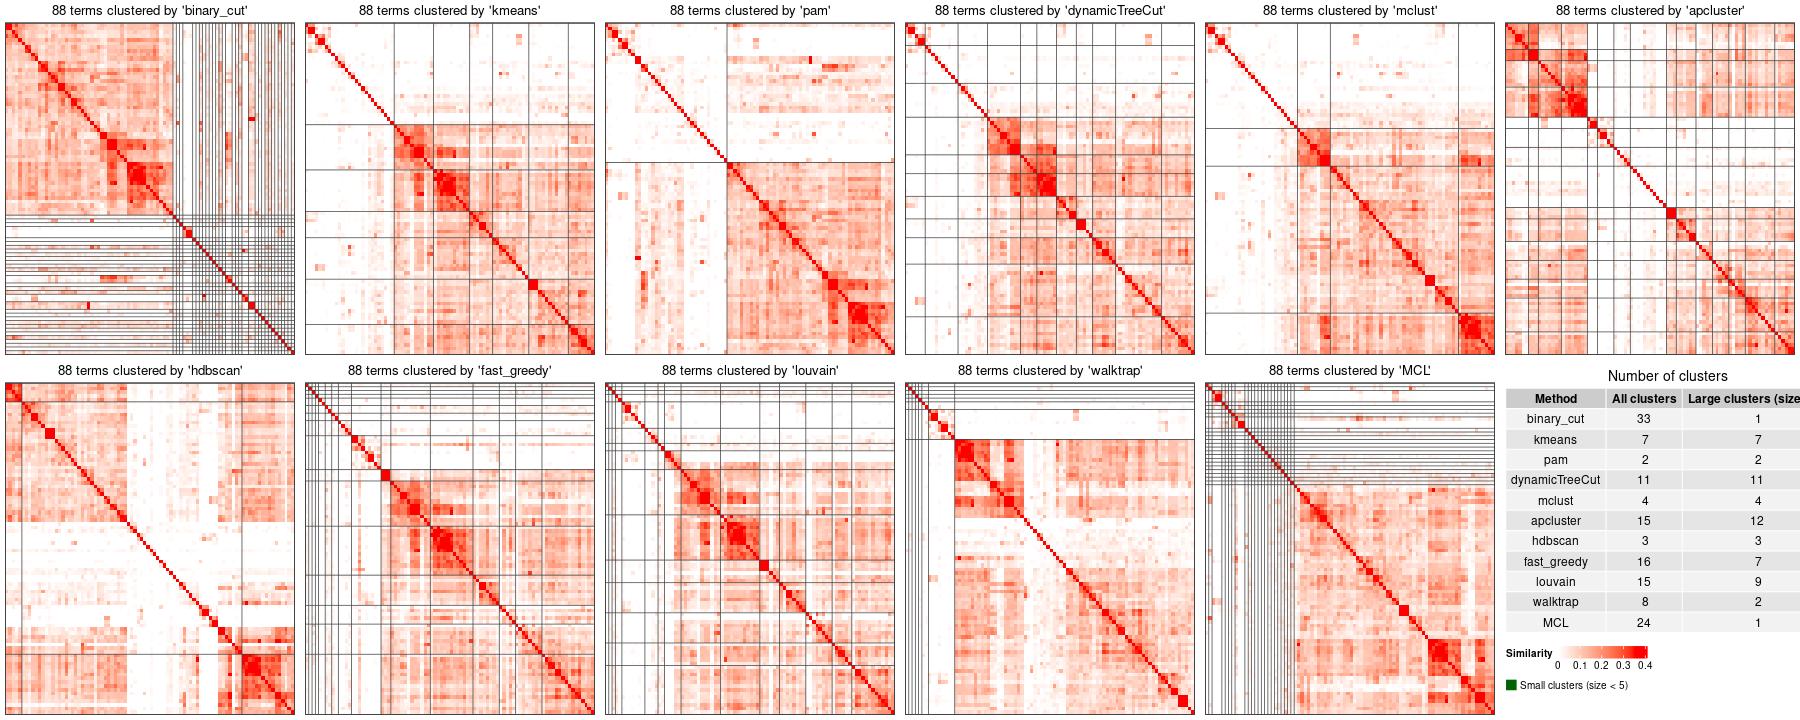 88 terms clustered by 'binary_cut'
88 terms clustered by 'kmeans'
88 terms clustered by 'pam'
88 terms clustered by 'dynamicTreeCut'
88 terms clustered by 'mclust'
88 terms clustered by 'apcluster'
88 terms clustered by 'hdbscan'
88 terms clustered by 'fast_greedy'
88 terms clustered by 'louvain'
88 terms clustered by 'walktrap'
88 terms clustered by 'MCL'
Number of clusters
Method All clusters Large clusters (size
binary_cut 33 1
kmeans 7 7
pam 2 2
dynamicTreeCut 11 11
mclust 4 4
apcluster 15 12
hdbscan 3 3
fast_greedy 16 7
louvain 15 9
walktrap 8 2
MCL 24 1
Similarity
0 0.1 0.2 0.3 0.4
Small clusters (size < 5)